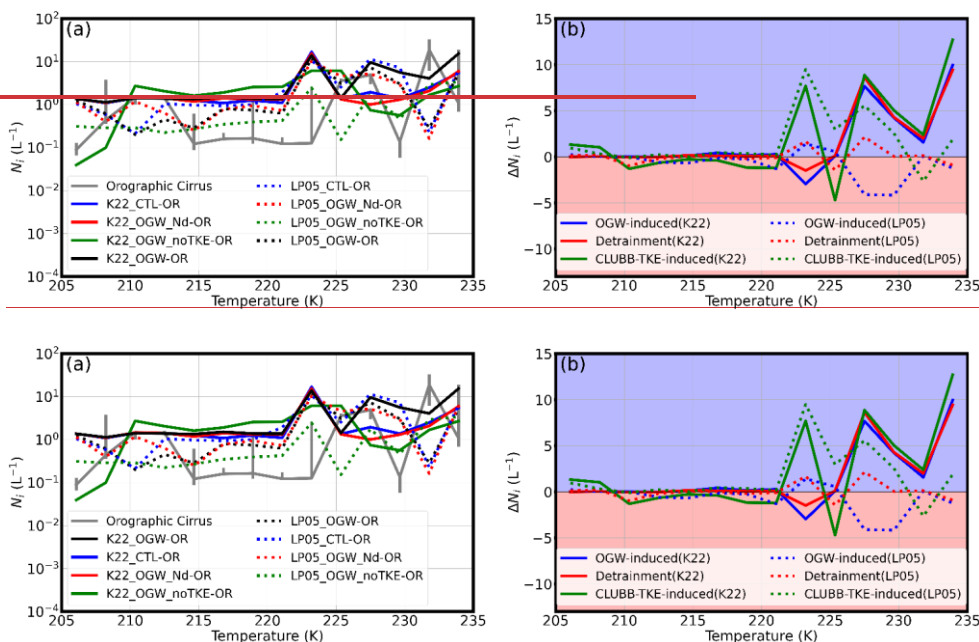 (a)
10²
10¹
10⁰
10⁻¹
10⁻²
10⁻³
10⁻⁴
Nᵢ (L⁻¹)
Orographic Cirrus
K22_CTL-OR
K22_OGW_Nd-OR
K22_OGW_noTKE-OR
K22_OGW-OR
LP05_CTL-OR
LP05_OGW_Nd-OR
LP05_OGW_noTKE-OR
LP05_OGW-OR
205 210 215 220 225 230 235
Temperature (K)
(b)
15
10
5
0
−5
−10
ΔNᵢ (L⁻¹)
OGW-induced(K22)
Detrainment(K22)
CLUBB-TKE-induced(K22)
OGW-induced(LP05)
Detrainment(LP05)
CLUBB-TKE-induced(LP05)
205 210 215 220 225 230 235
Temperature (K)
(a)
10²
10¹
10⁰
10⁻¹
10⁻²
10⁻³
10⁻⁴
Nᵢ (L⁻¹)
Orographic Cirrus
K22_OGW-OR
K22_CTL-OR
K22_OGW_Nd-OR
K22_OGW_noTKE-OR
LP05_OGW-OR
LP05_CTL-OR
LP05_OGW_Nd-OR
LP05_OGW_noTKE-OR
205 210 215 220 225 230 235
Temperature (K)
(b)
15
10
5
0
−5
−10
ΔNᵢ (L⁻¹)
OGW-induced(K22)
Detrainment(K22)
CLUBB-TKE-induced(K22)
OGW-induced(LP05)
Detrainment(LP05)
CLUBB-TKE-induced(LP05)
205 210 215 220 225 230 235
Temperature (K)